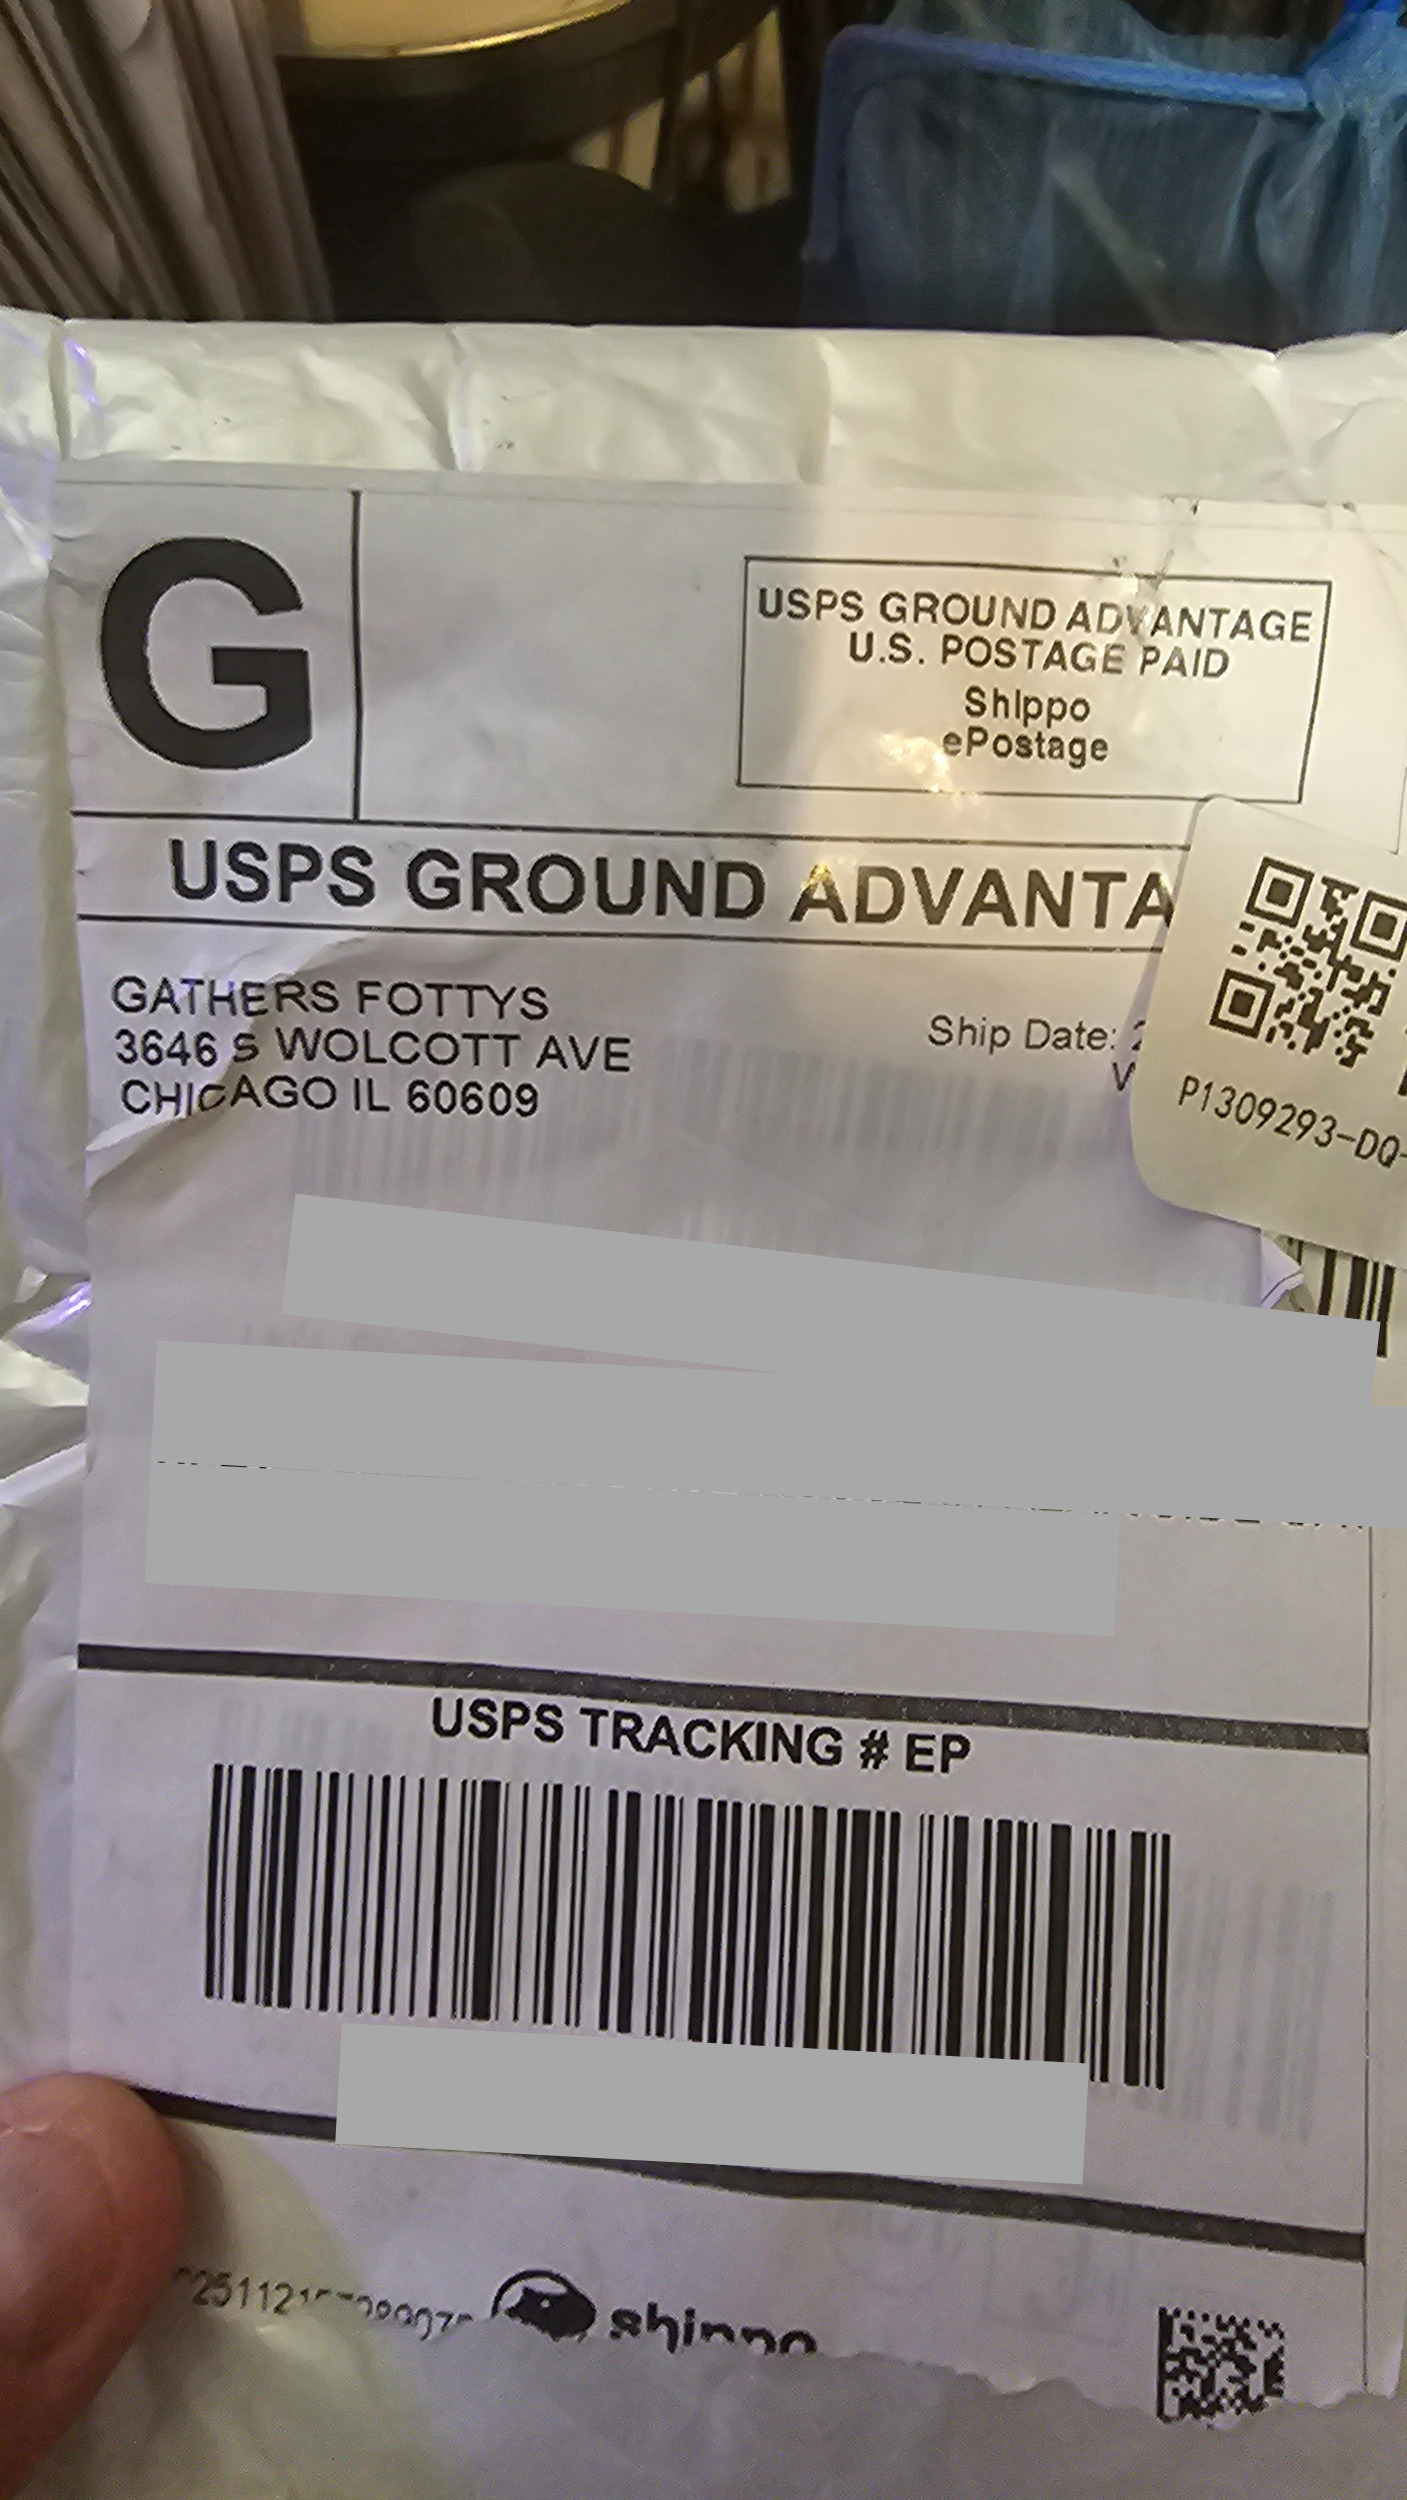 G
USPS GROUND ADVANTAGE
U.S. POSTAGE PAID
Shippo
ePostage
USPS GROUND ADVANTA
GATHERS FOTTYS
3646 S WOLCOTT AVE
CHICAGO IL 60609
Ship Date:
P1309293-DQ-
USPS TRACKING # EP
shippo